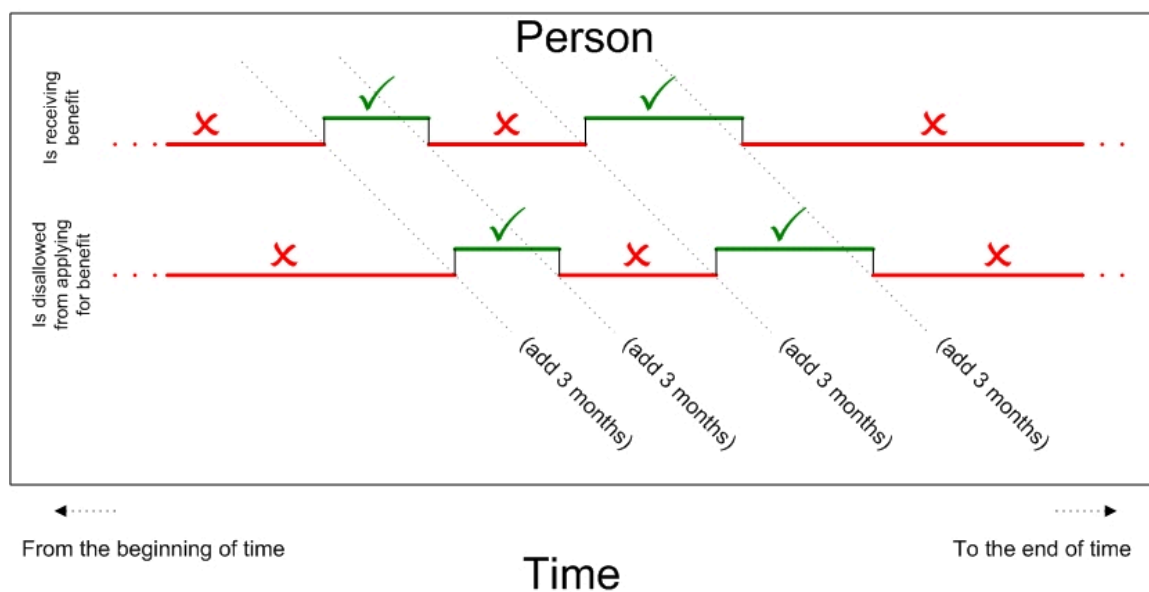 Person
Is receiving
benefit
Is disallowed
from applying
for benefit
(add 3 months)
(add 3 months)
(add 3 months)
(add 3 months)
From the beginning of time
To the end of time
Time